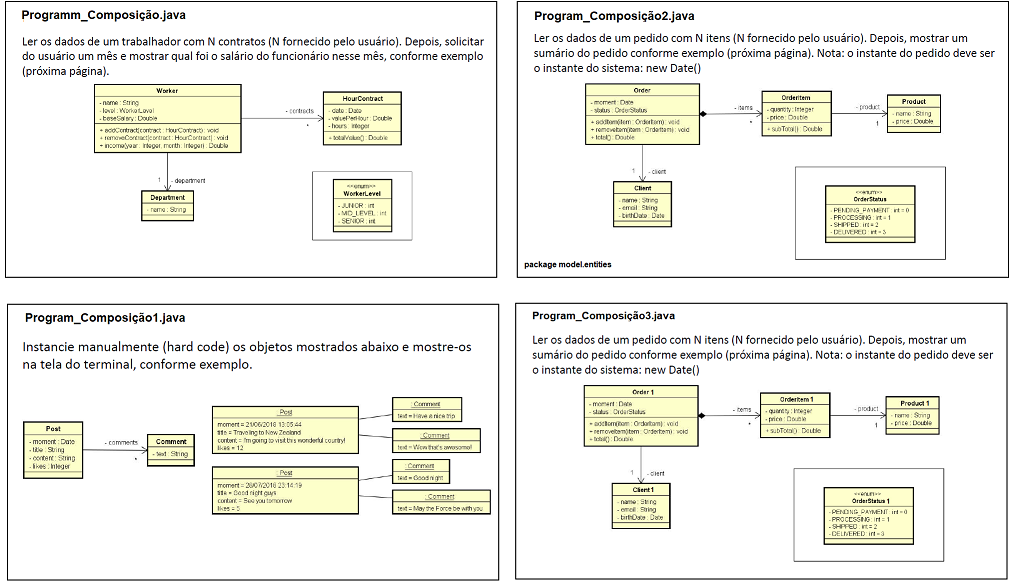 Programm_Composição.java
Ler os dados de um trabalhador com N contratos (N fornecido pelo usuário). Depois, solicitar
do usuário um mês e mostrar qual foi o salário do funcionário nesse mês, conforme exemplo
(próxima página).
Worker
- name : String
- level : WorkerLevel
- baseSalary : Double
+ addContract(contract : HourContract) : void
+ removeContract(contract : HourContract) : void
+ income(year : Integer, month : Integer) : Double
- contracts
*
HourContract
- date : Date
- valuePerHour : Double
- hours : Integer
+ totalValue() : Double
1
- department
Department
- name : String
<<enum>>
WorkerLevel
- JUNIOR : int
- MID_LEVEL : int
- SENIOR : int
Program_Composição2.java
Ler os dados de um pedido com N itens (N fornecido pelo usuário). Depois, mostrar um
sumário do pedido conforme exemplo (próxima página). Nota: o instante do pedido deve ser
o instante do sistema: new Date()
Order
- moment : Date
- status : OrderStatus
+ addItem(item : OrderItem) : void
+ removeItem(item : OrderItem) : void
+ total() : Double
- items
*
OrderItem
- quantity : Integer
- price : Double
+ subTotal() : Double
- product
1
Product
- name : String
- price : Double
1
- client
Client
- name : String
- email : String
- birthDate : Date
<<enum>>
OrderStatus
- PENDING_PAYMENT : int = 0
- PROCESSING : int = 1
- SHIPPED : int = 2
- DELIVERED : int = 3
package model.entities
Program_Composição1.java
Instancie manualmente (hard code) os objetos mostrados abaixo e mostre-os
na tela do terminal, conforme exemplo.
Post
- moment : Date
- title : String
- content : String
- likes : Integer
- comments
*
Comment
- text : String
: Post
moment = 21/06/2018 13:05:44
title = Traveling to New Zealand
content = I'm going to visit this wonderful country!
likes = 12
: Comment
text = Have a nice trip
: Comment
text = Wow that's awesome!
: Post
moment = 28/07/2018 23:14:19
title = Good night guys
content = See you tomorrow
likes = 5
: Comment
text = Good night
: Comment
text = May the Force be with you
Program_Composição3.java
Ler os dados de um pedido com N itens (N fornecido pelo usuário). Depois, mostrar um
sumário do pedido conforme exemplo (próxima página). Nota: o instante do pedido deve ser
o instante do sistema: new Date()
Order 1
- moment : Date
- status : OrderStatus
+ addItem(item : OrderItem) : void
+ removeItem(item : OrderItem) : void
+ total() : Double
- items
*
OrderItem 1
- quantity : Integer
- price : Double
+ subTotal() : Double
- product
1
Product 1
- name : String
- price : Double
1
- client
Client 1
- name : String
- email : String
- birthDate : Date
<<enum>>
OrderStatus 1
- PENDING_PAYMENT : int = 0
- PROCESSING : int = 1
- SHIPPED : int = 2
- DELIVERED : int = 3